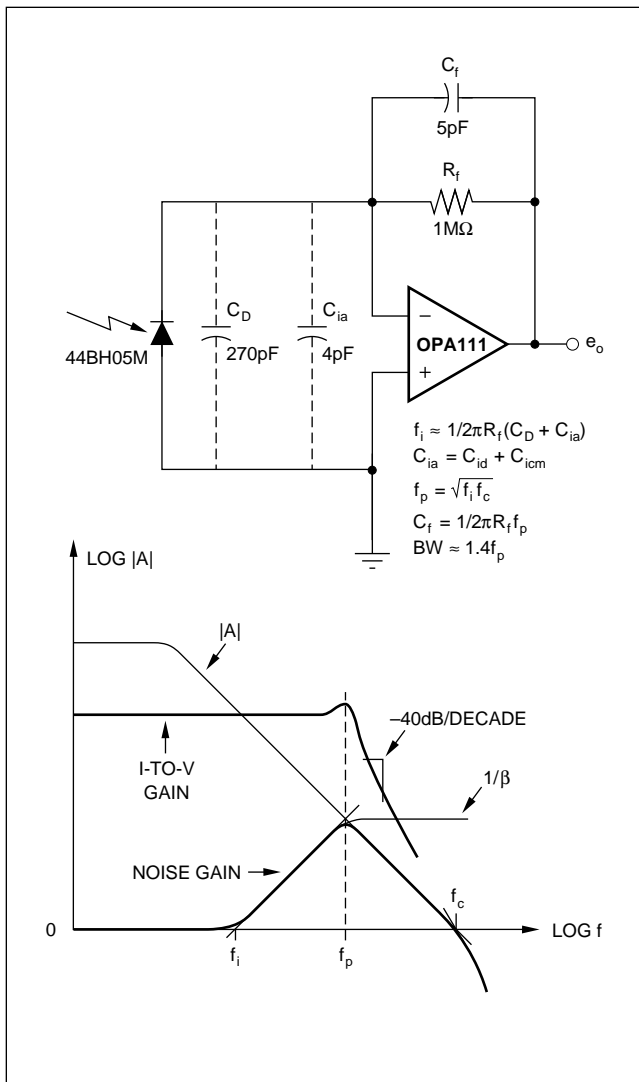 C_f
5pF
R_f
1MΩ
C_D
270pF
C_ia
4pF
44BH05M
−
OPA111
+
e_o
f_i ≈ 1/2πR_f(C_D + C_ia)
C_ia = C_id + C_icm
f_p = √f_i f_c
C_f = 1/2πR_f f_p
BW ≈ 1.4f_p
LOG |A|
|A|
−40dB/DECADE
I-TO-V
GAIN
1/β
NOISE GAIN
f_c
0
LOG f
f_i
f_p